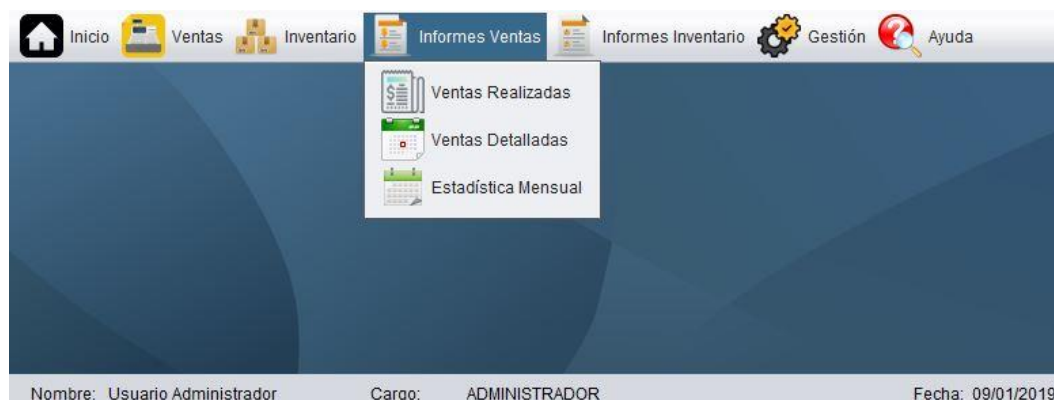 Inicio Ventas Inventario Informes Ventas Informes Inventario Gestión Ayuda
Ventas Realizadas
Ventas Detalladas
Estadística Mensual
Nombre: Usuario Administrador Cargo: ADMINISTRADOR Fecha: 09/01/2019